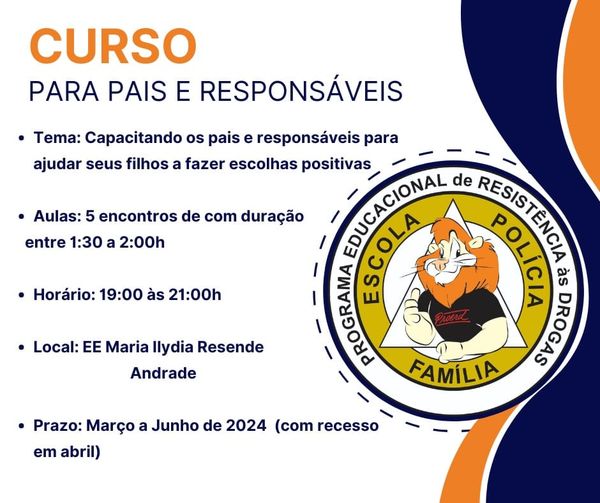 CURSO
PARA PAIS E RESPONSÁVEIS
• Tema: Capacitando os pais e responsáveis para
ajudar seus filhos a fazer escolhas positivas
• Aulas: 5 encontros de com duração
entre 1:30 a 2:00h
• Horário: 19:00 às 21:00h
• Local: EE Maria Ilydia Resende
Andrade
• Prazo: Março a Junho de 2024 (com recesso
em abril)
PROGRAMA EDUCACIONAL de RESISTÊNCIA às DROGAS
ESCOLA
POLÍCIA
FAMÍLIA
Proerd